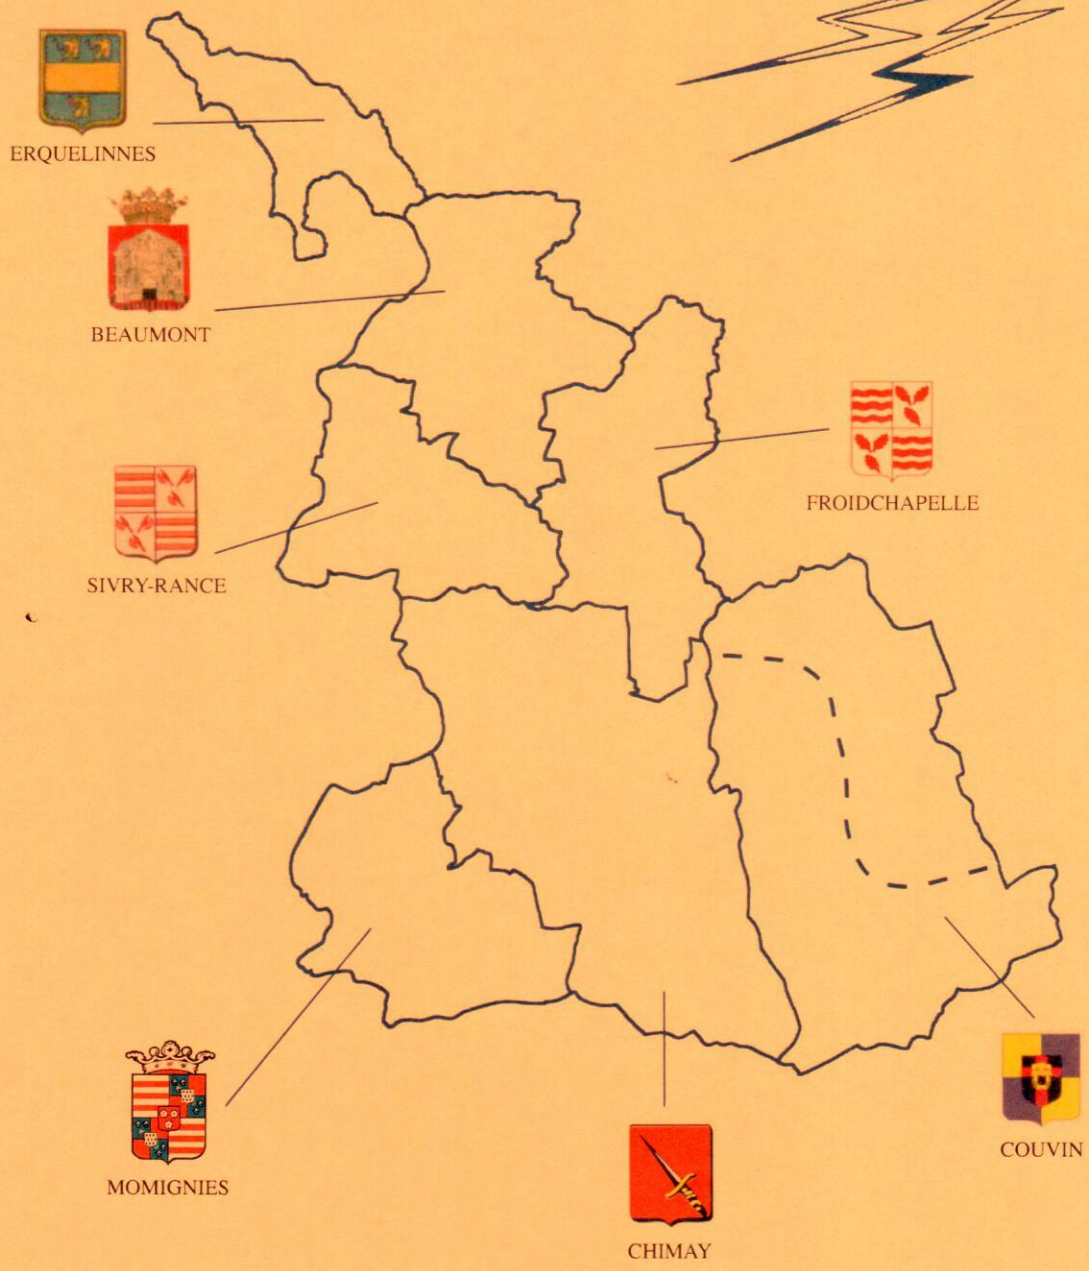 ERQUELINNES
BEAUMONT
FROIDCHAPELLE
SIVRY-RANCE
COUVIN
MOMIGNIES
CHIMAY